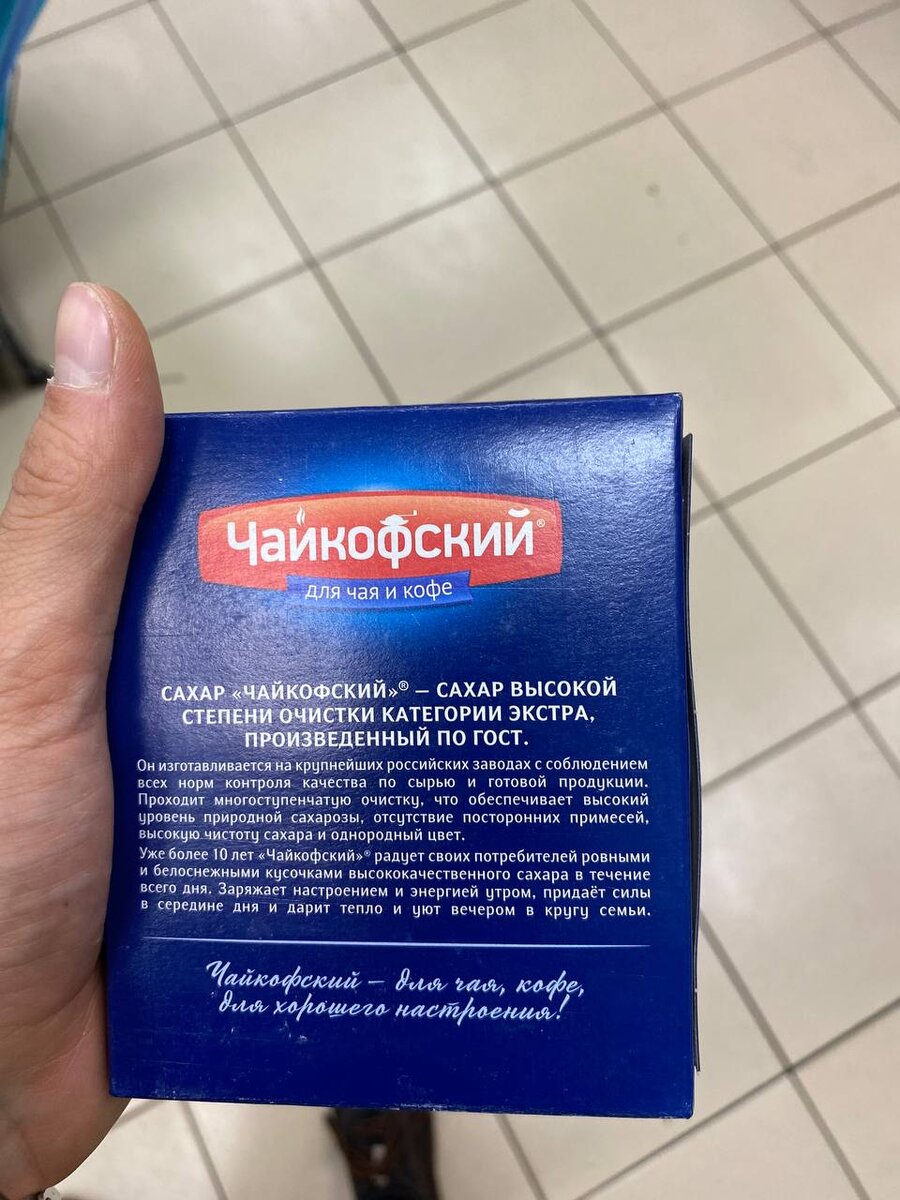 Чайкофский®
для чая и кофе
САХАР «ЧАЙКОФСКИЙ»® – САХАР ВЫСОКОЙ
СТЕПЕНИ ОЧИСТКИ КАТЕГОРИИ ЭКСТРА,
ПРОИЗВЕДЕННЫЙ ПО ГОСТ.
Он изготавливается на крупнейших российских заводах с соблюдением
всех норм контроля качества по сырью и готовой продукции.
Проходит многоступенчатую очистку, что обеспечивает высокий
уровень природной сахарозы, отсутствие посторонних примесей,
высокую чистоту сахара и однородный цвет.
Уже более 10 лет «Чайкофский»® радует своих потребителей ровными
и белоснежными кусочками высококачественного сахара в течение
всего дня. Заряжает настроением и энергией утром, придаёт силы
в середине дня и дарит тепло и уют вечером в кругу семьи.
Чайкофский – для чая, кофе,
для хорошего настроения!